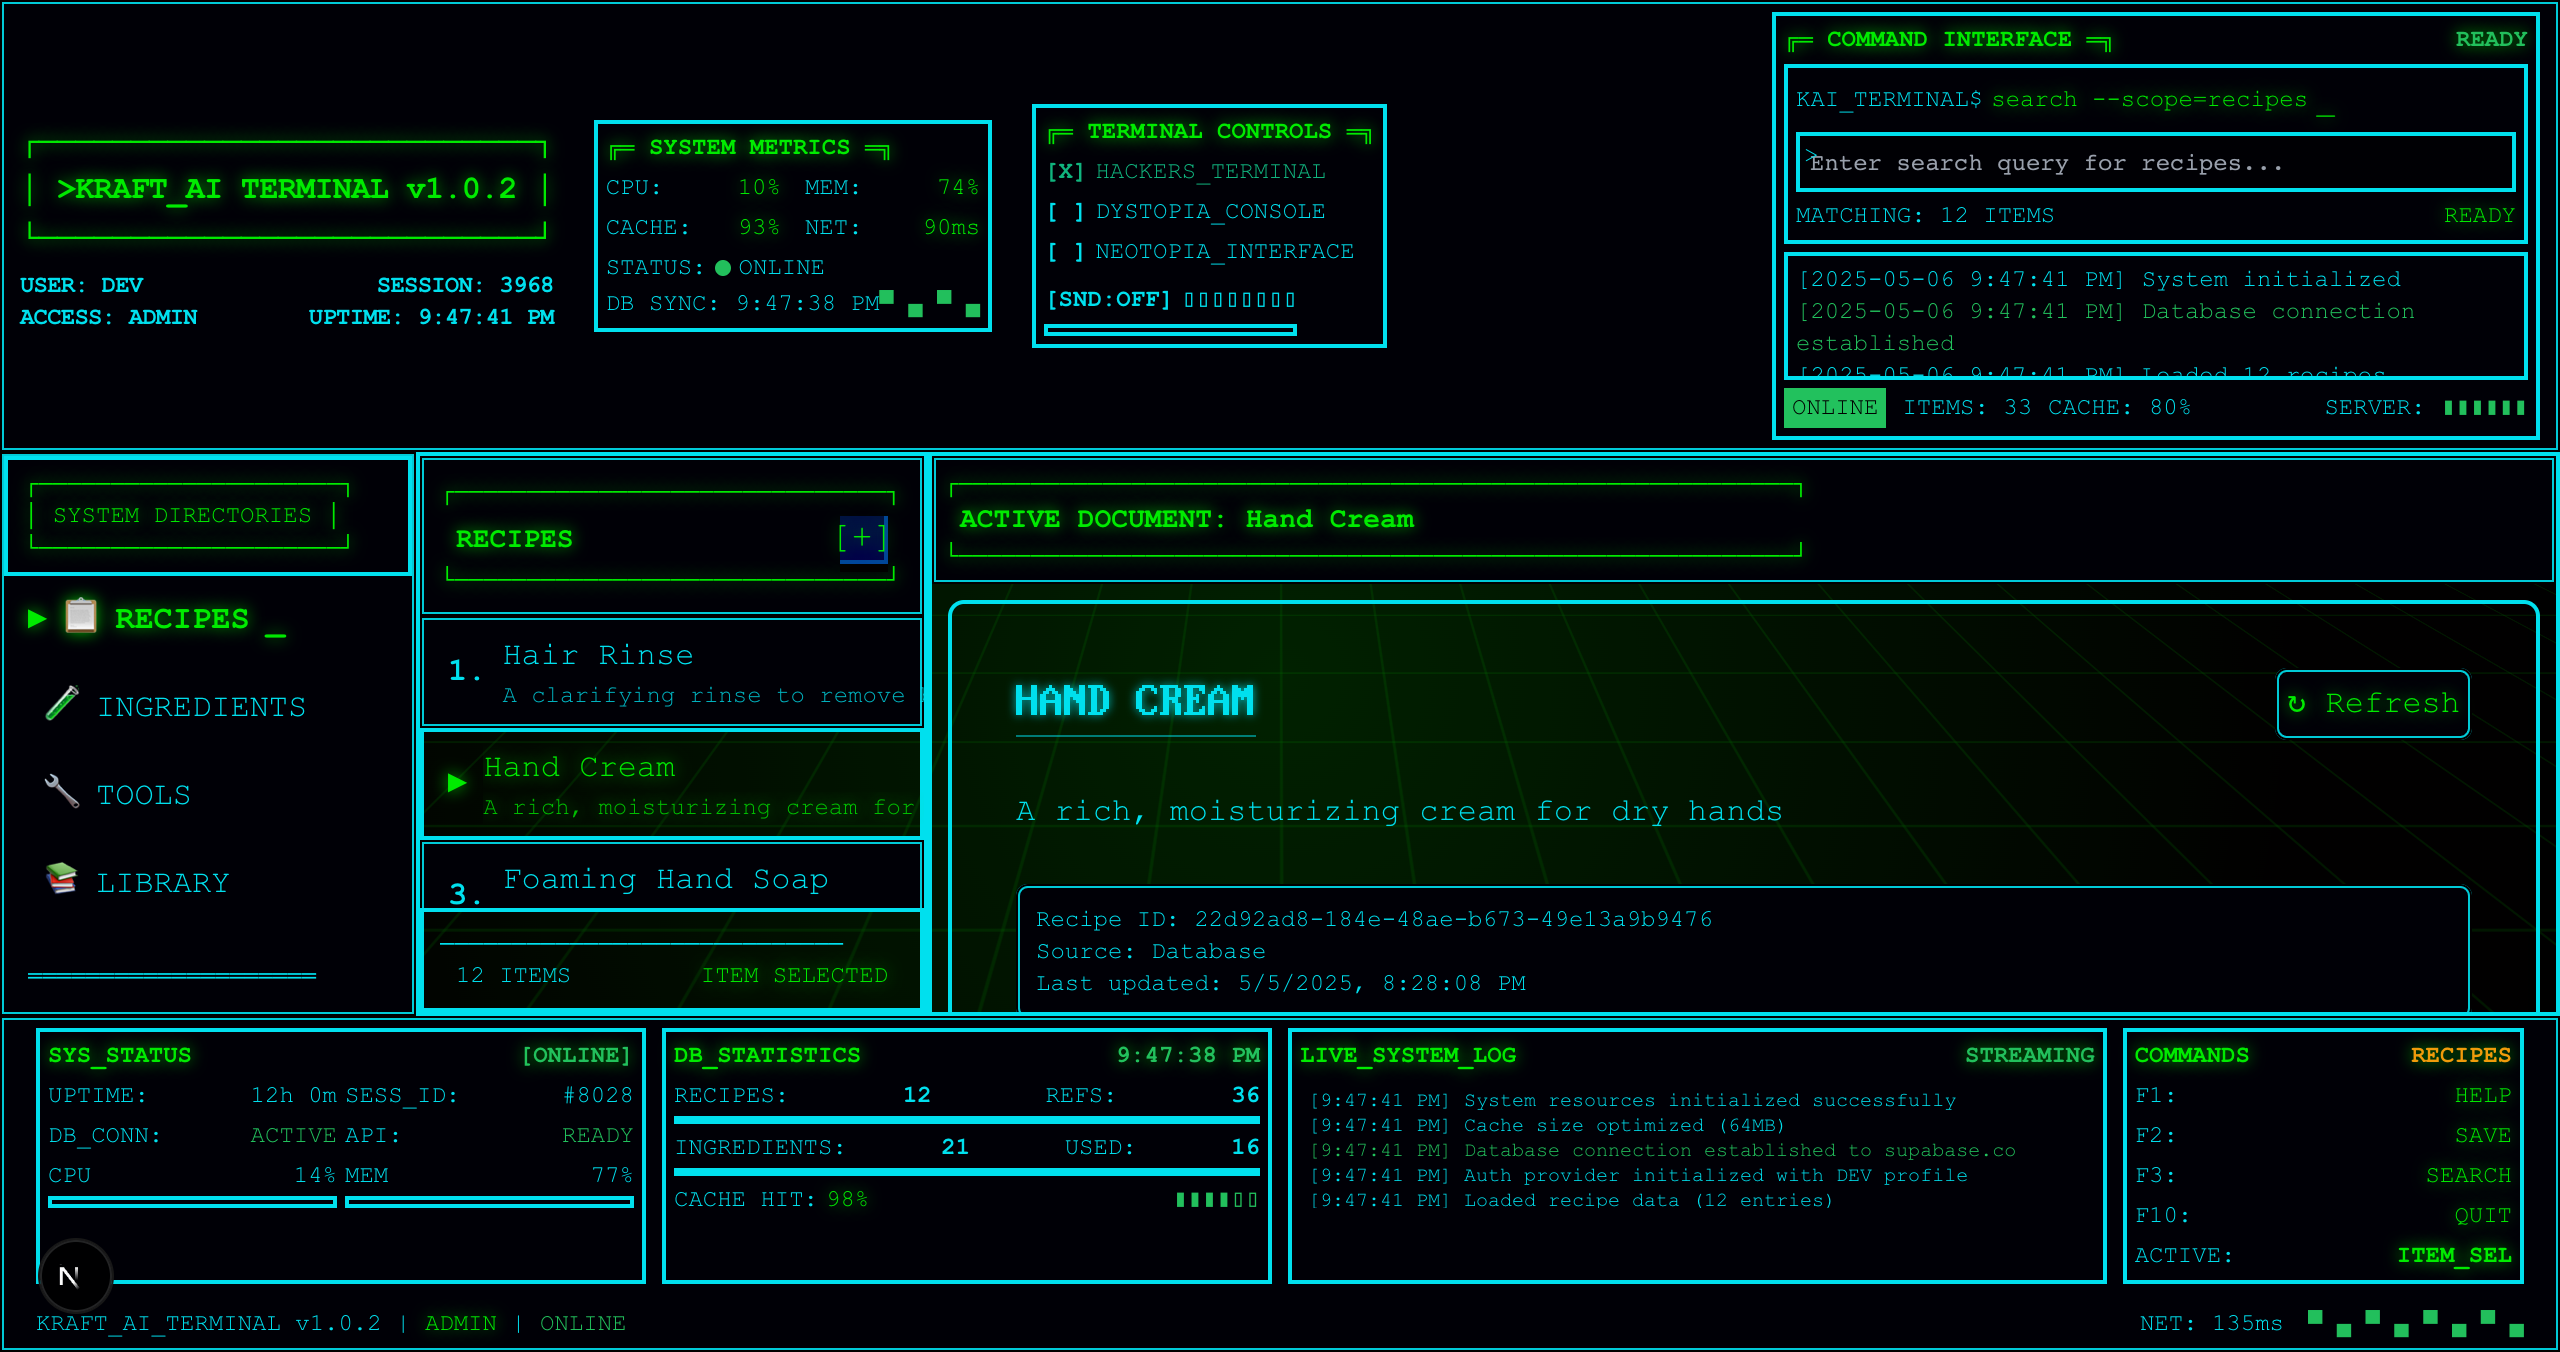 >KRAFT_AI TERMINAL v1.0.2
USER: DEV SESSION: 3968
ACCESS: ADMIN UPTIME: 9:47:41 PM
SYSTEM METRICS
CPU: 10% MEM: 74%
CACHE: 93% NET: 90ms
STATUS: ONLINE
DB SYNC: 9:47:38 PM
TERMINAL CONTROLS
[X] HACKERS_TERMINAL
[ ] DYSTOPIA_CONSOLE
[ ] NEOTOPIA_INTERFACE
[SND:OFF]
COMMAND INTERFACE READY
KAI_TERMINAL$ search --scope=recipes _
>Enter search query for recipes...
MATCHING: 12 ITEMS READY
[2025-05-06 9:47:41 PM] System initialized
[2025-05-06 9:47:41 PM] Database connection
established
[2025-05-06 9:47:41 PM] Loaded 12 recipes
ONLINE ITEMS: 33 CACHE: 80% SERVER:
SYSTEM DIRECTORIES
▶ RECIPES _
INGREDIENTS
TOOLS
LIBRARY
RECIPES [+]
1. Hair Rinse
A clarifying rinse to remove
▶ Hand Cream
A rich, moisturizing cream for
3. Foaming Hand Soap
12 ITEMS ITEM SELECTED
ACTIVE DOCUMENT: Hand Cream
HAND CREAM
↻ Refresh
A rich, moisturizing cream for dry hands
Recipe ID: 22d92ad8-184e-48ae-b673-49e13a9b9476
Source: Database
Last updated: 5/5/2025, 8:28:08 PM
SYS_STATUS [ONLINE]
UPTIME: 12h 0m SESS_ID: #8028
DB_CONN: ACTIVE API: READY
CPU 14% MEM 77%
DB_STATISTICS 9:47:38 PM
RECIPES: 12 REFS: 36
INGREDIENTS: 21 USED: 16
CACHE HIT: 98%
LIVE_SYSTEM_LOG STREAMING
[9:47:41 PM] System resources initialized successfully
[9:47:41 PM] Cache size optimized (64MB)
[9:47:41 PM] Database connection established to supabase.co
[9:47:41 PM] Auth provider initialized with DEV profile
[9:47:41 PM] Loaded recipe data (12 entries)
COMMANDS RECIPES
F1: HELP
F2: SAVE
F3: SEARCH
F10: QUIT
ACTIVE: ITEM_SEL
N
KRAFT_AI_TERMINAL v1.0.2 | ADMIN | ONLINE
NET: 135ms